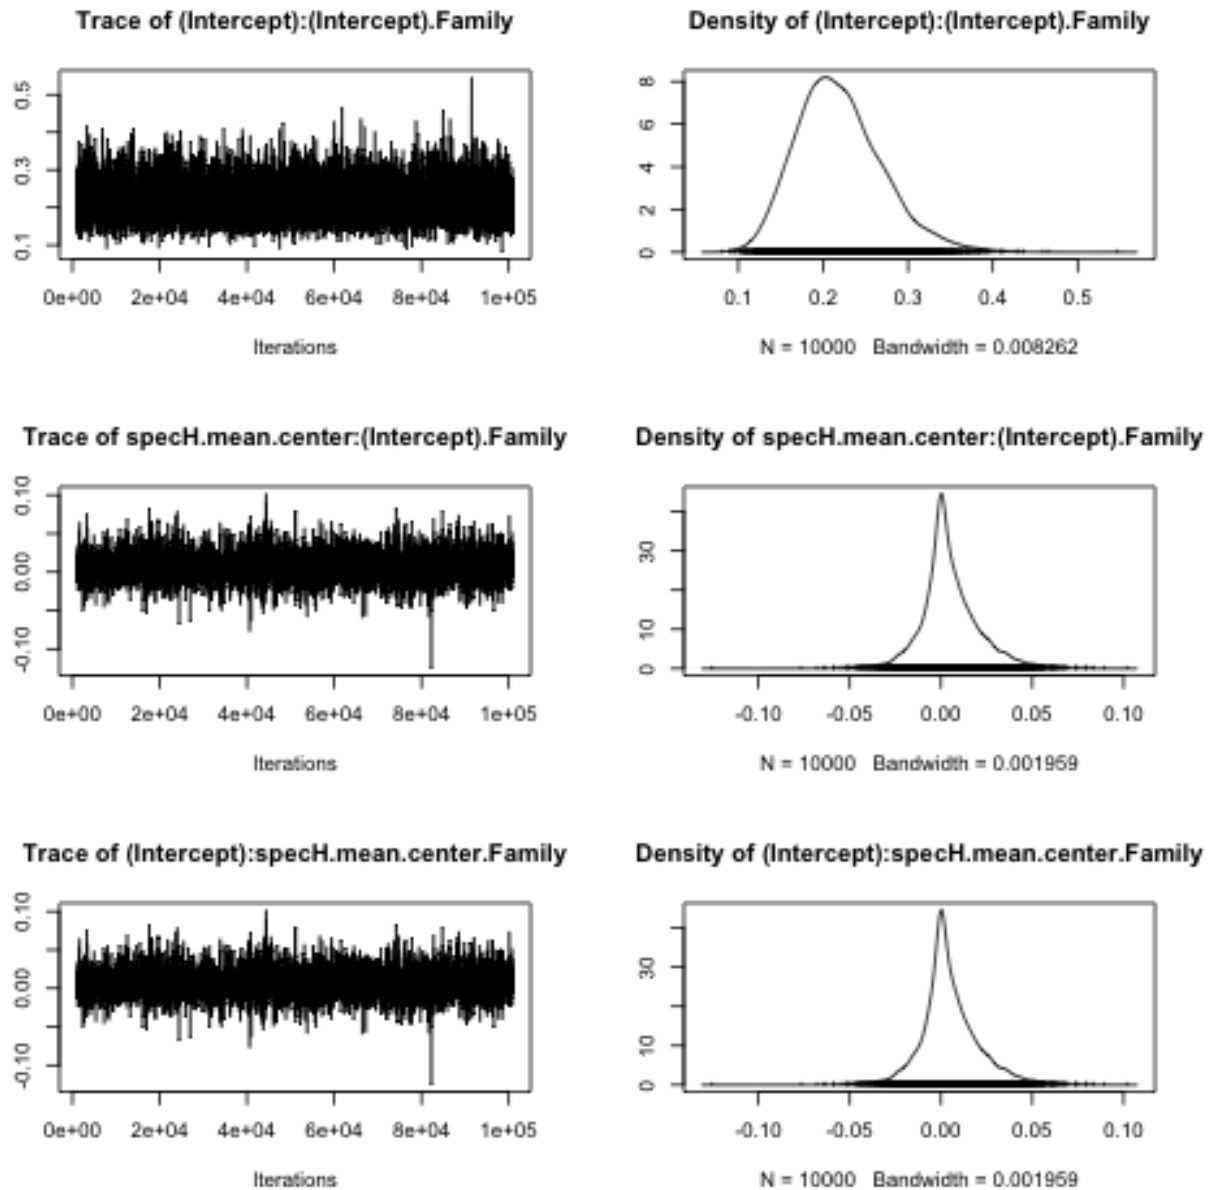 Trace of (Intercept):(Intercept).Family
0.1 0.3 0.5
0e+00 2e+04 4e+04 6e+04 8e+04 1e+05
Iterations
Density of (Intercept):(Intercept).Family
0 2 4 6 8
0.1 0.2 0.3 0.4 0.5
N = 10000 Bandwidth = 0.008262
Trace of specH.mean.center:(Intercept).Family
-0.10 0.00 0.10
0e+00 2e+04 4e+04 6e+04 8e+04 1e+05
Iterations
Density of specH.mean.center:(Intercept).Family
0 10 30
-0.10 -0.05 0.00 0.05 0.10
N = 10000 Bandwidth = 0.001959
Trace of (Intercept):specH.mean.center.Family
-0.10 0.00 0.10
0e+00 2e+04 4e+04 6e+04 8e+04 1e+05
Iterations
Density of (Intercept):specH.mean.center.Family
0 10 30
-0.10 -0.05 0.00 0.05 0.10
N = 10000 Bandwidth = 0.001959